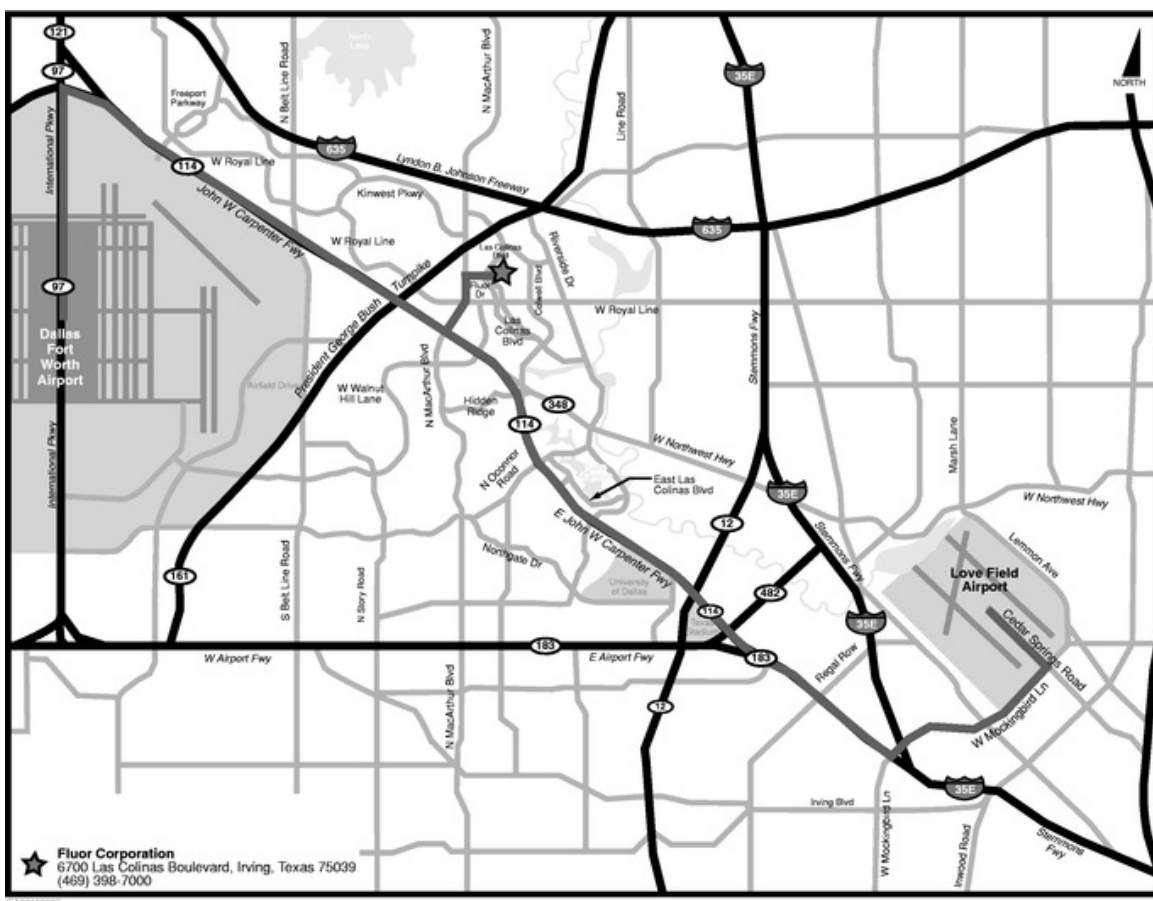 121
97
International Pkwy
Freeport
Parkway
114
W Royal Line
John W Carpenter Fwy
N Belt Line Road
North
Lake
635
Lyndon B. Johnson Freeway
N MacArthur Blvd
Kinwest Pkwy
W Royal Line
Line Road
35E
NORTH
635
Las Colinas
Fluor
Dr
Colwell Blvd
Riverside Dr
W Royal Line
Las
Colinas
Blvd
President George Bush Turnpike
97
Dallas
Fort
Worth
Airport
Airfield Drive
W Walnut
Hill Lane
N MacArthur Blvd
Hidden
Ridge
348
114
W Northwest Hwy
Stemmons Fwy
Marsh Lane
International Pkwy
N Oconnor
Road
East Las
Colinas Blvd
35E
W Northwest Hwy
12
E John W Carpenter Fwy
Stemmons Fwy
Lemmon Ave
Northgate Dr
161
S Belt Line Road
N Story Road
University
of Dallas
482
Love Field
Airport
Cedar Springs Road
114
Texas
Stadium
35E
183
W Airport Fwy
E Airport Fwy
183
Regal Row
W Mockingbird Ln
N MacArthur Blvd
12
35E
Irving Blvd
W Mockingbird Ln
Inwood Road
Stemmons
Fwy
Fluor Corporation
6700 Las Colinas Boulevard, Irving, Texas 75039
(469) 398-7000